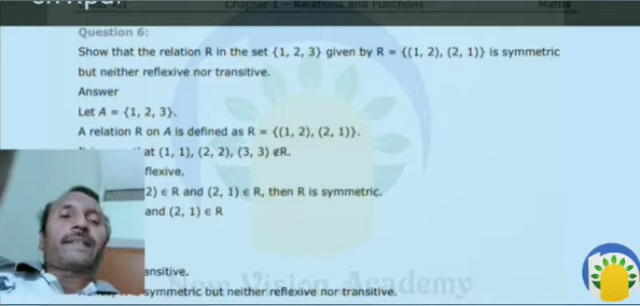 Chapter 1 – Relations and Functions Maths
Question 6:
Show that the relation R in the set {1, 2, 3} given by R = {(1, 2), (2, 1)} is symmetric
but neither reflexive nor transitive.
Answer
Let A = {1, 2, 3}.
A relation R on A is defined as R = {(1, 2), (2, 1)}.
at (1, 1), (2, 2), (3, 3) ∉R.
flexive.
2) ∈ R and (2, 1) ∈ R, then R is symmetric.
and (2, 1) ∈ R
ansitive.
New Vision Academy
symmetric but neither reflexive nor transitive.